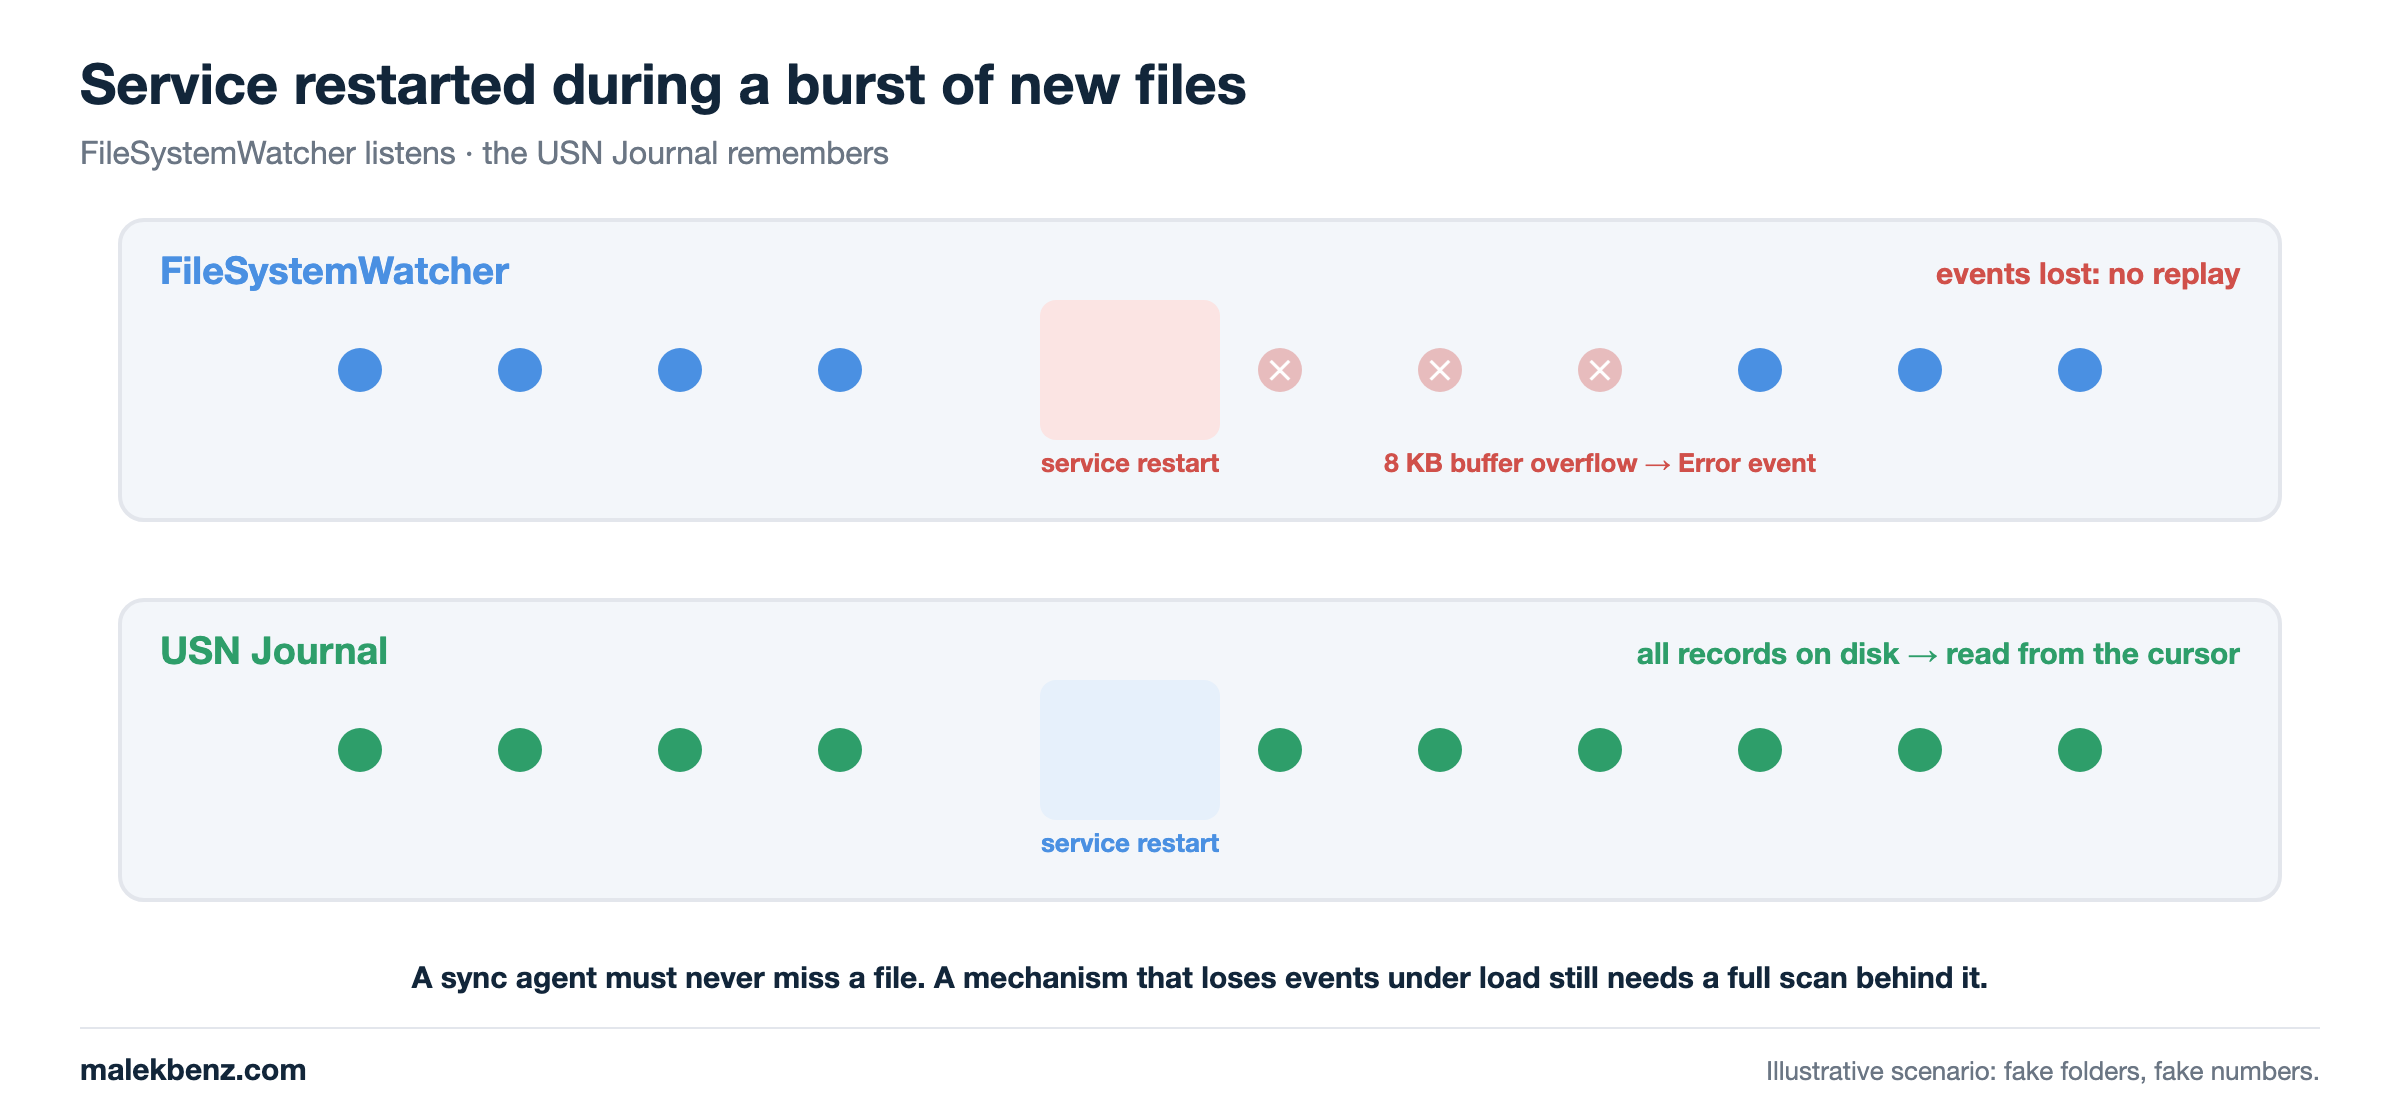 Service restarted during a burst of new files
FileSystemWatcher listens · the USN Journal remembers
FileSystemWatcher
events lost: no replay
service restart
8 KB buffer overflow → Error event
USN Journal
all records on disk → read from the cursor
service restart
A sync agent must never miss a file. A mechanism that loses events under load still needs a full scan behind it.
malekbenz.com
Illustrative scenario: fake folders, fake numbers.